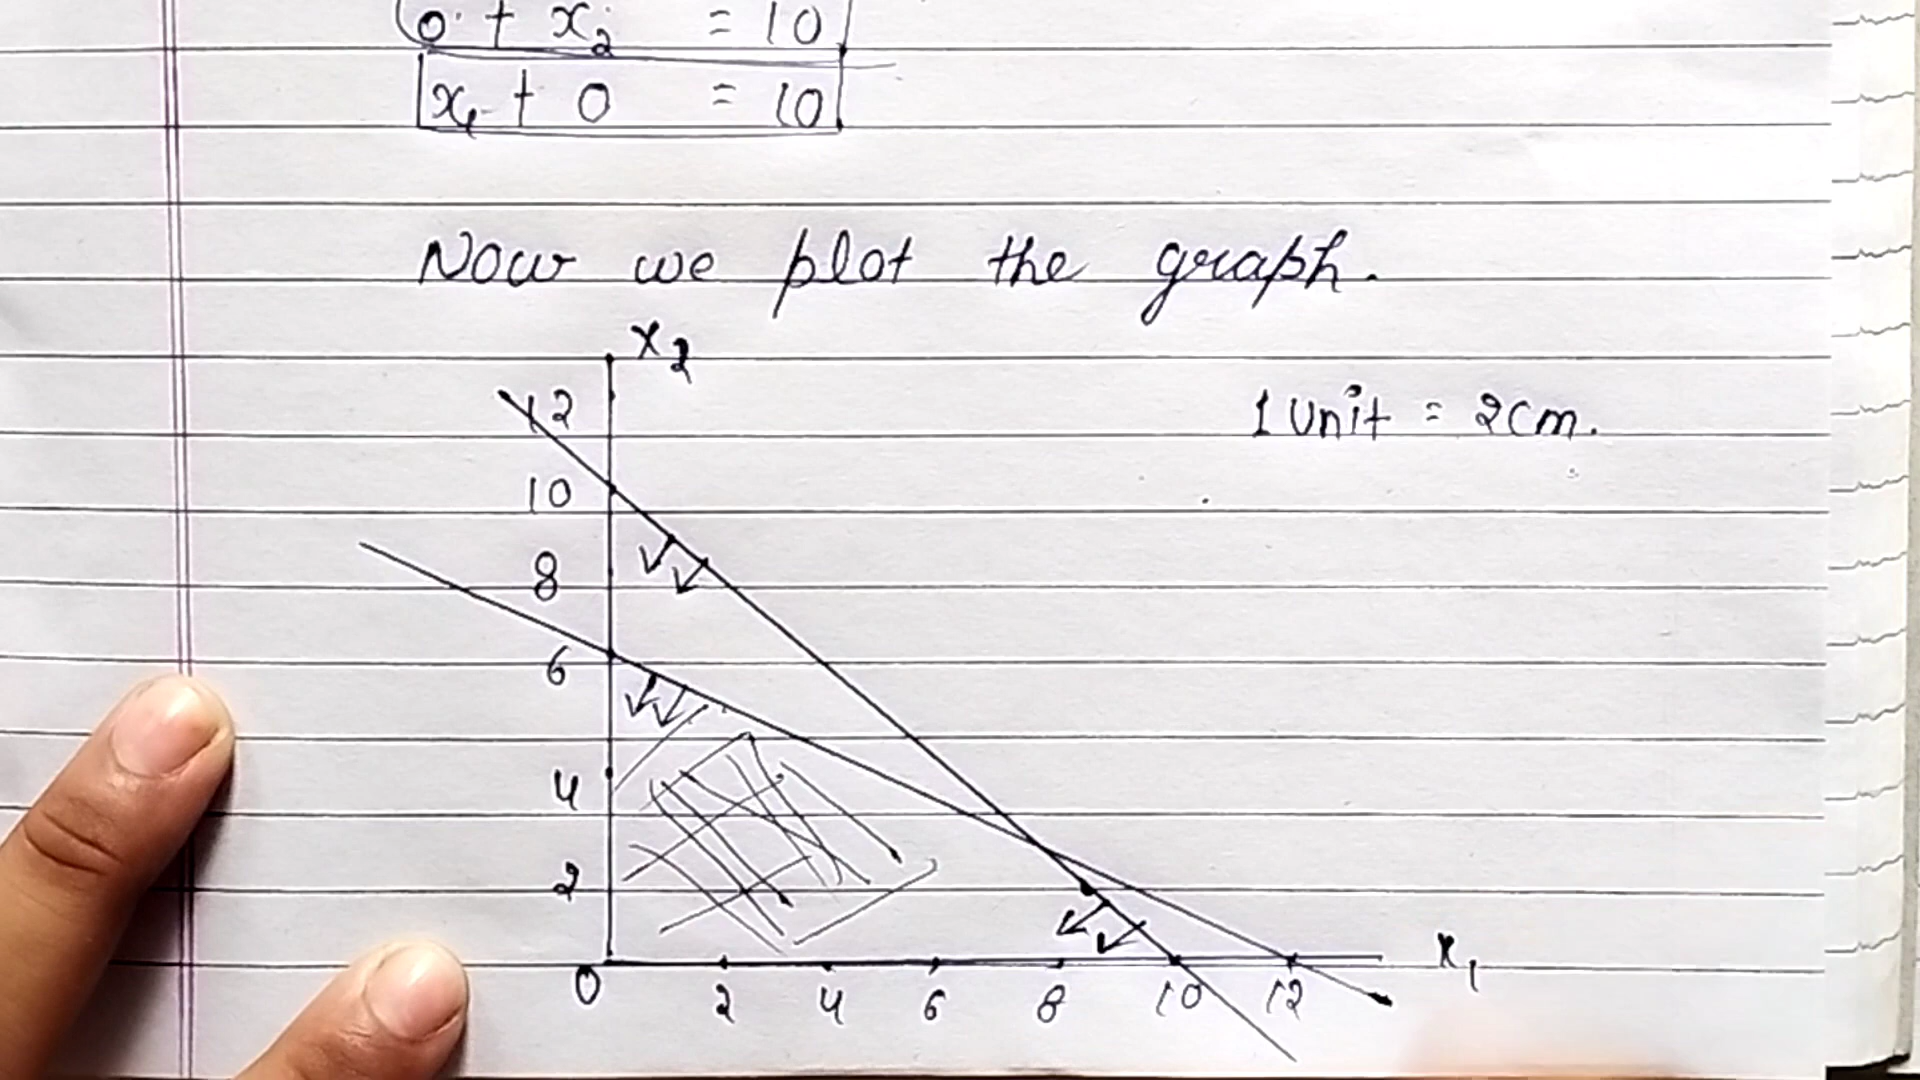 0 + x₂ = 10
x₁ + 0 = 10
Now we plot the graph.
x₂
1 Unit = 2cm.
12
10
8
6
4
2
0 2 4 6 8 10 12
x₁